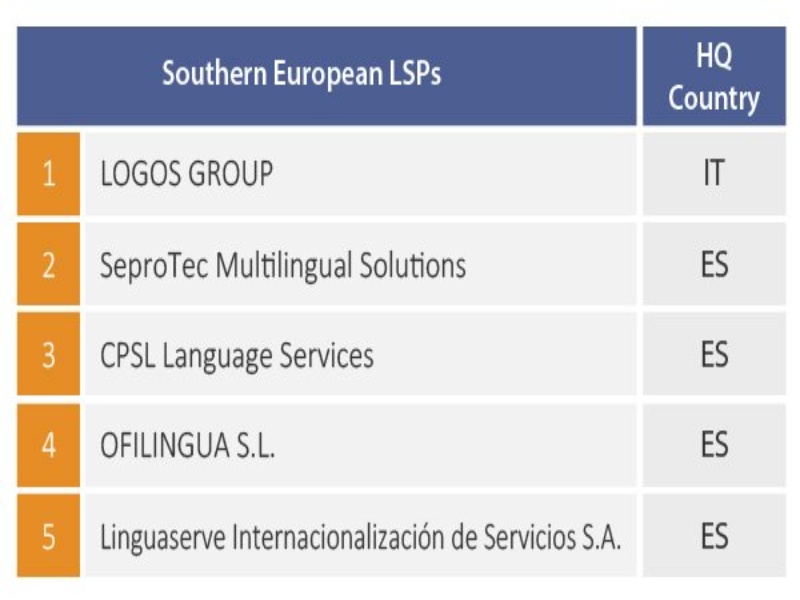 Southern European LSPs
HQ
Country
1 LOGOS GROUP IT
2 SeproTec Multilingual Solutions ES
3 CPSL Language Services ES
4 OFILINGUA S.L. ES
5 Linguaserve Internacionalización de Servicios S.A. ES